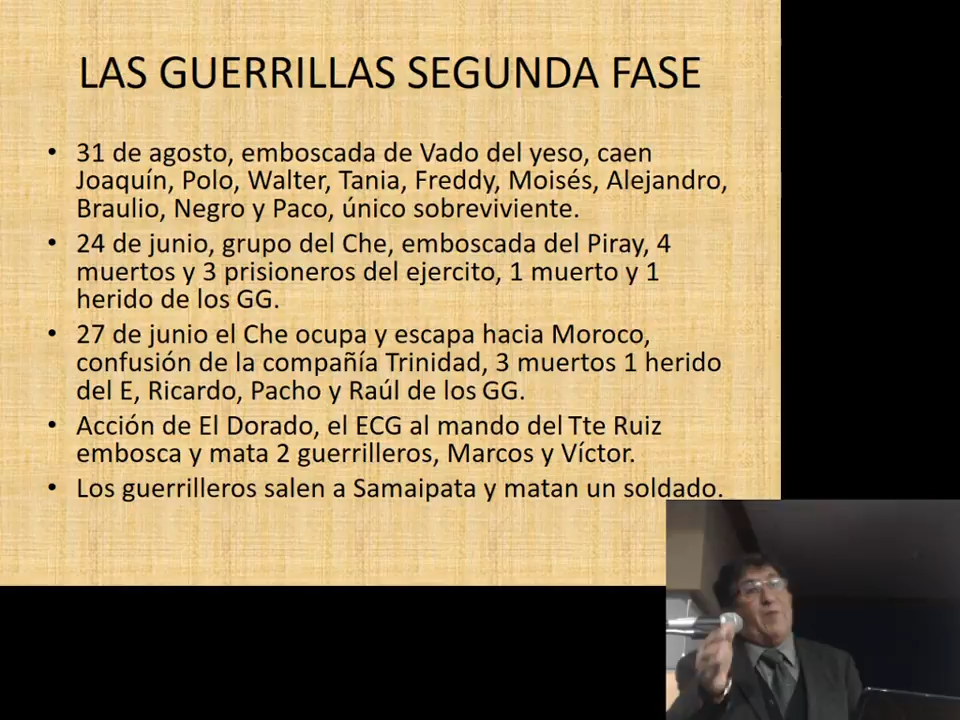 LAS GUERRILLAS SEGUNDA FASE
• 31 de agosto, emboscada de Vado del yeso, caen
Joaquín, Polo, Walter, Tania, Freddy, Moisés, Alejandro,
Braulio, Negro y Paco, único sobreviviente.
• 24 de junio, grupo del Che, emboscada del Piray, 4
muertos y 3 prisioneros del ejercito, 1 muerto y 1
herido de los GG.
• 27 de junio el Che ocupa y escapa hacia Moroco,
confusión de la compañía Trinidad, 3 muertos 1 herido
del E, Ricardo, Pacho y Raúl de los GG.
• Acción de El Dorado, el ECG al mando del Tte Ruiz
embosca y mata 2 guerrilleros, Marcos y Víctor.
• Los guerrilleros salen a Samaipata y matan un soldado.